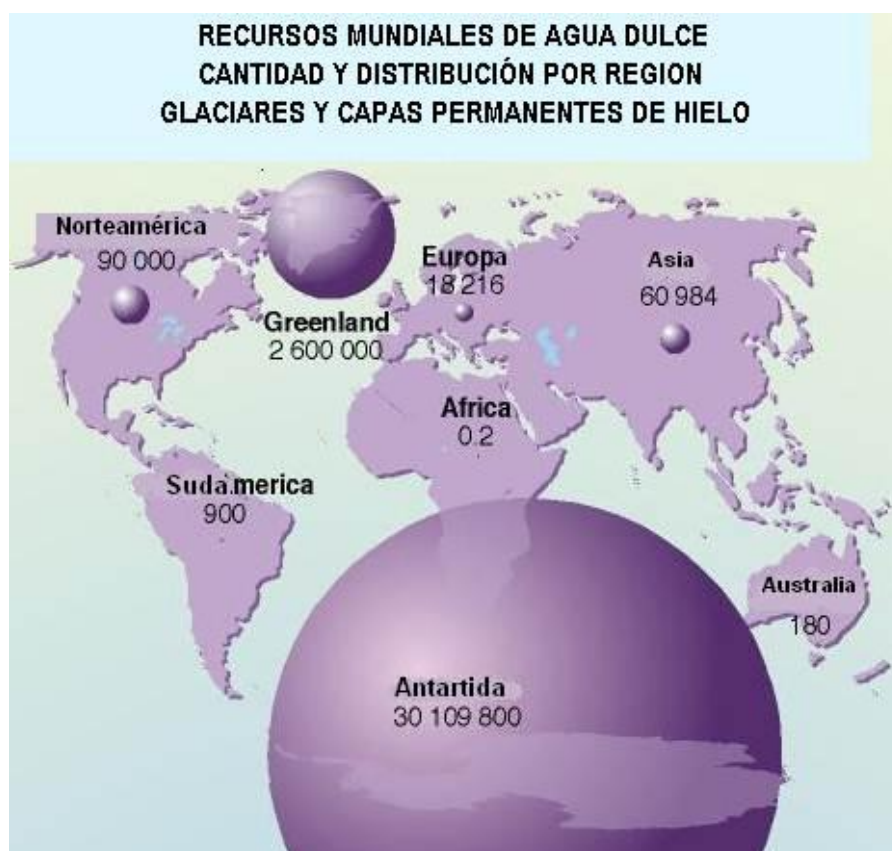 RECURSOS MUNDIALES DE AGUA DULCE
CANTIDAD Y DISTRIBUCIÓN POR REGION
GLACIARES Y CAPAS PERMANENTES DE HIELO
Norteamérica
90 000
Greenland
2 600 000
Europa
18 216
Asia
60 984
Africa
0.2
Suda.merica
900
Australia
180
Antartida
30 109 800